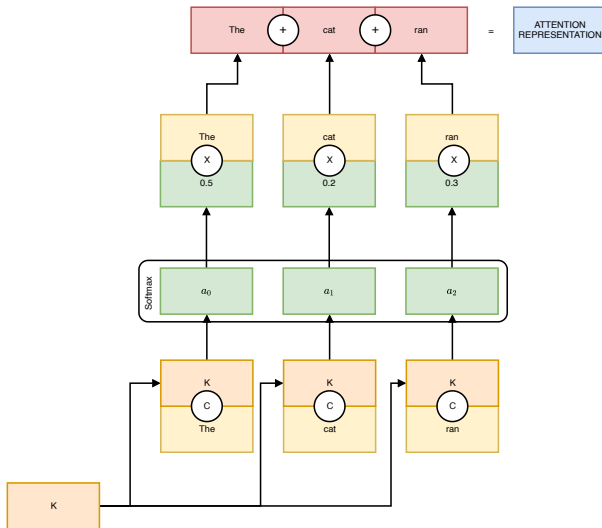 The + cat + ran = ATTENTION
REPRESENTATION
The cat ran
X X X
0.5 0.2 0.3
Softmax
a₀ a₁ a₂
K K K
C C C
The cat ran
K